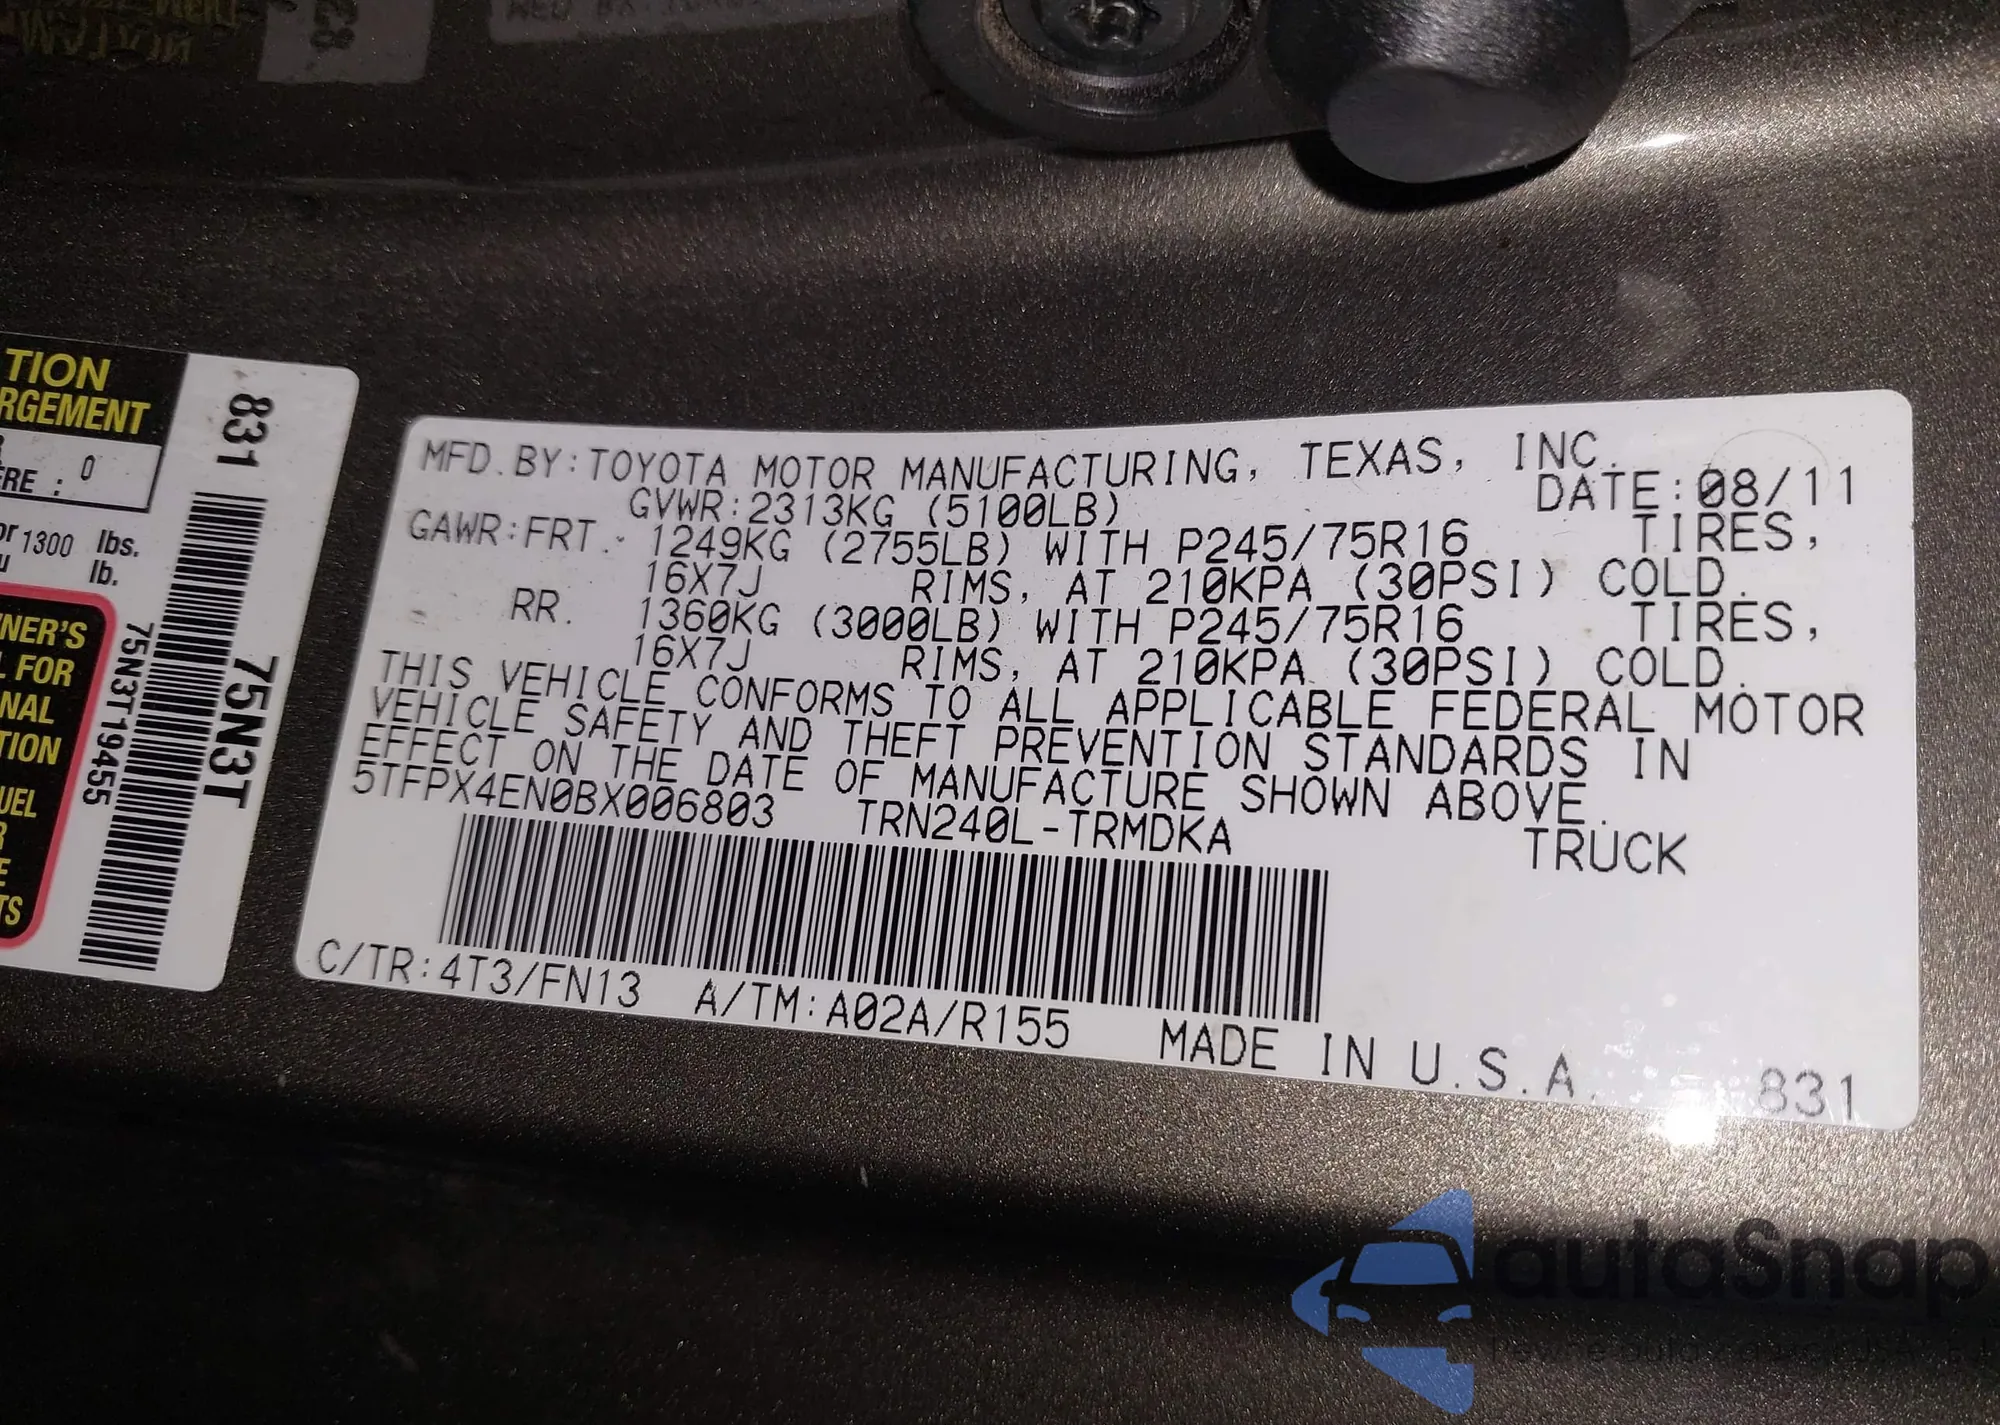 TION
RGEMENT
ERE : 0
or 1300 lbs.
lb.
NER'S
L FOR
NAL
TION
UEL
R
E
TS
831
75N3T19455
75N3T
MFD.BY:TOYOTA MOTOR MANUFACTURING, TEXAS, INC.
GVWR:2313KG (5100LB) DATE:08/11
GAWR:FRT. 1249KG (2755LB) WITH P245/75R16 TIRES,
16X7J RIMS, AT 210KPA (30PSI) COLD.
RR. 1360KG (3000LB) WITH P245/75R16 TIRES,
16X7J RIMS, AT 210KPA (30PSI) COLD.
THIS VEHICLE CONFORMS TO ALL APPLICABLE FEDERAL MOTOR
VEHICLE SAFETY AND THEFT PREVENTION STANDARDS IN
EFFECT ON THE DATE OF MANUFACTURE SHOWN ABOVE.
5TFPX4EN0BX006803 TRN240L-TRMDKA TRUCK
C/TR:4T3/FN13 A/TM:A02A/R155 MADE IN U.S.A.
831
autoSnap